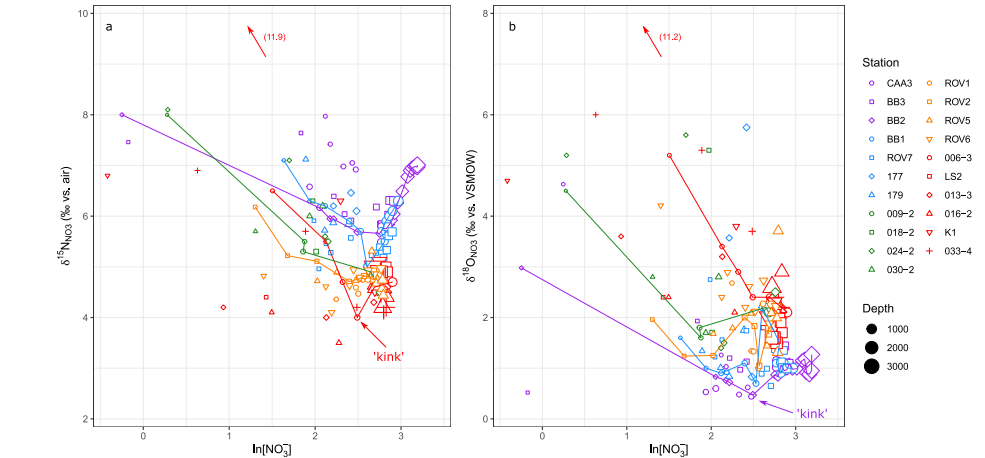 a
(11.9)
'kink'
10
8
6
4
2
0
1
2
3
δ¹⁵N_NO3 (‰ vs. air)
ln[NO₃⁻]
b
(11.2)
'kink'
8
6
4
2
0
0
1
2
3
δ¹⁸O_NO3 (‰ vs. VSMOW)
ln[NO₃⁻]
Station
CAA3
BB3
BB2
BB1
ROV7
177
179
009-2
018-2
024-2
030-2
ROV1
ROV2
ROV5
ROV6
006-3
LS2
013-3
016-2
K1
033-4
Depth
1000
2000
3000